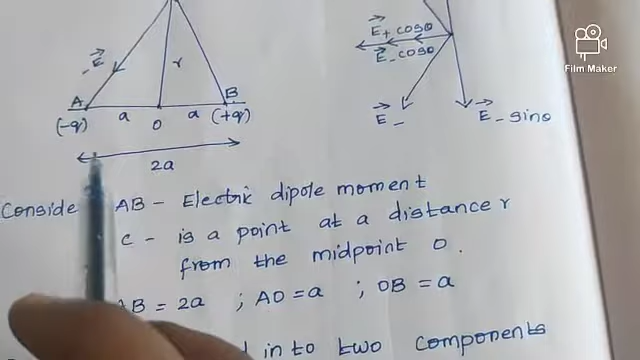 E₊ cosθ
E₋ cosθ
Film Maker
E₋
r
A B
(-q) a O a (+q)
E₋ E₋ sinθ
2a
Conside AB - Electric dipole moment
C - is a point at a distance r
from the midpoint O.
AB = 2a ; AO = a ; OB = a
in to two components